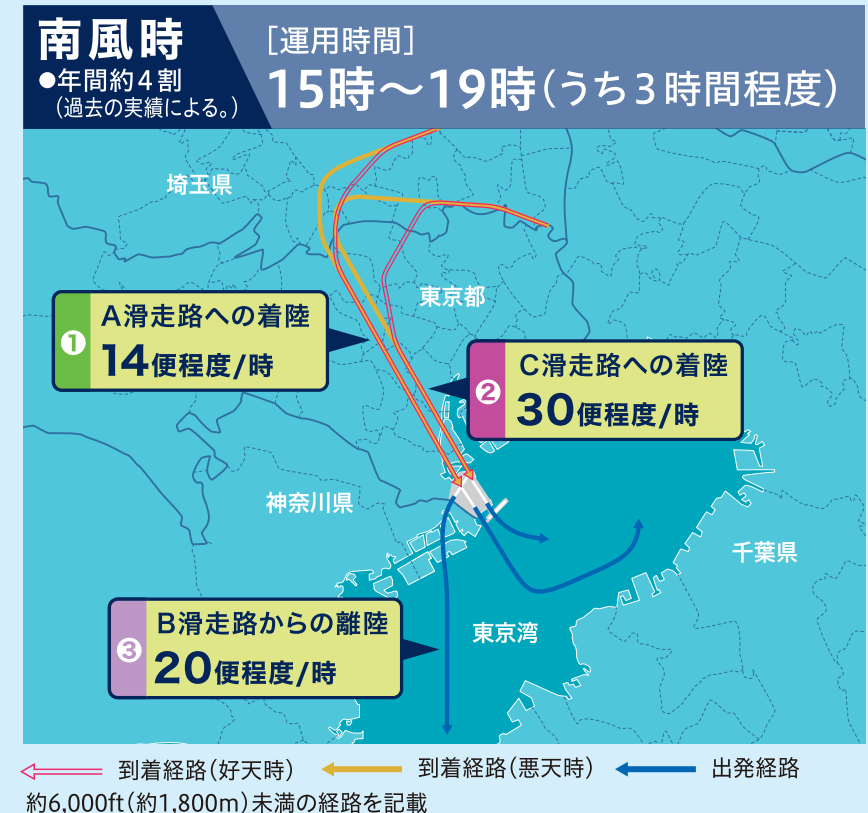 南風時
●年間約4割
(過去の実績による。)
[運用時間]
15時～19時(うち3時間程度)
埼玉県
東京都
❶
A滑走路への着陸
14便程度/時
❷
C滑走路への着陸
30便程度/時
神奈川県
千葉県
東京湾
❸
B滑走路からの離陸
20便程度/時
到着経路(好天時)
到着経路(悪天時)
出発経路
約6,000ft(約1,800m)未満の経路を記載